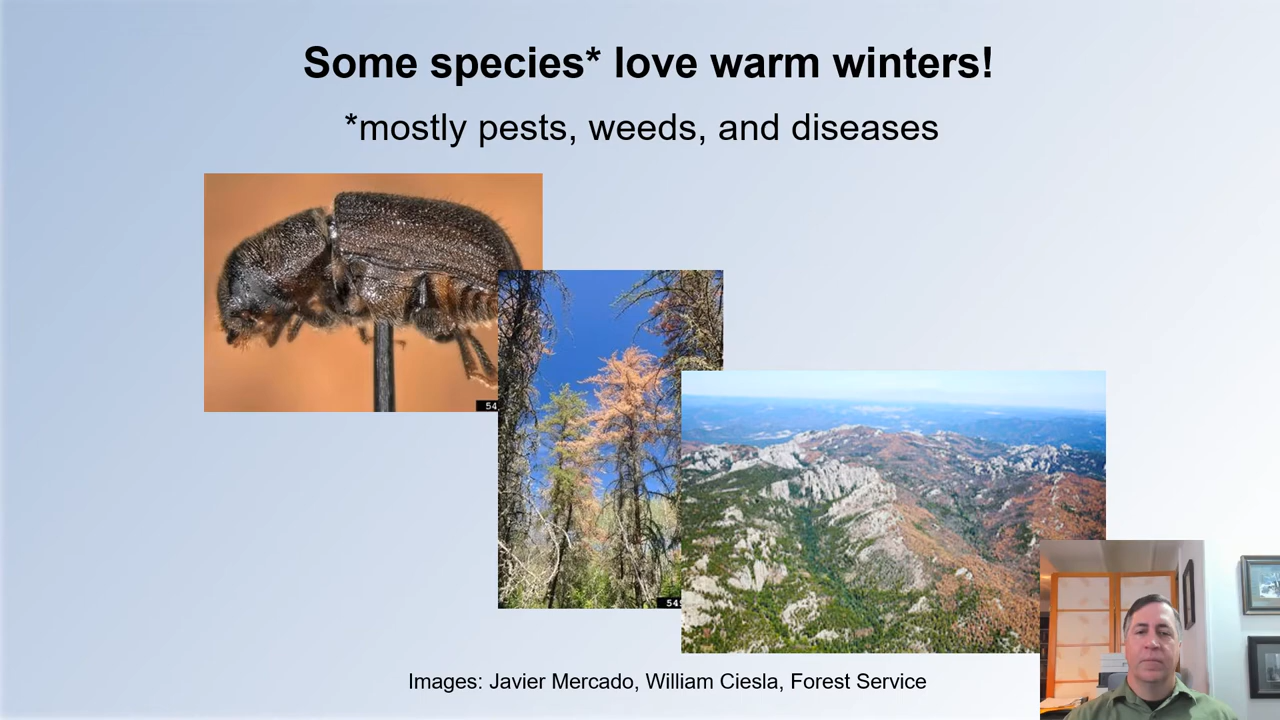 Some species* love warm winters!
*mostly pests, weeds, and diseases
54
54
Images: Javier Mercado, William Ciesla, Forest Service